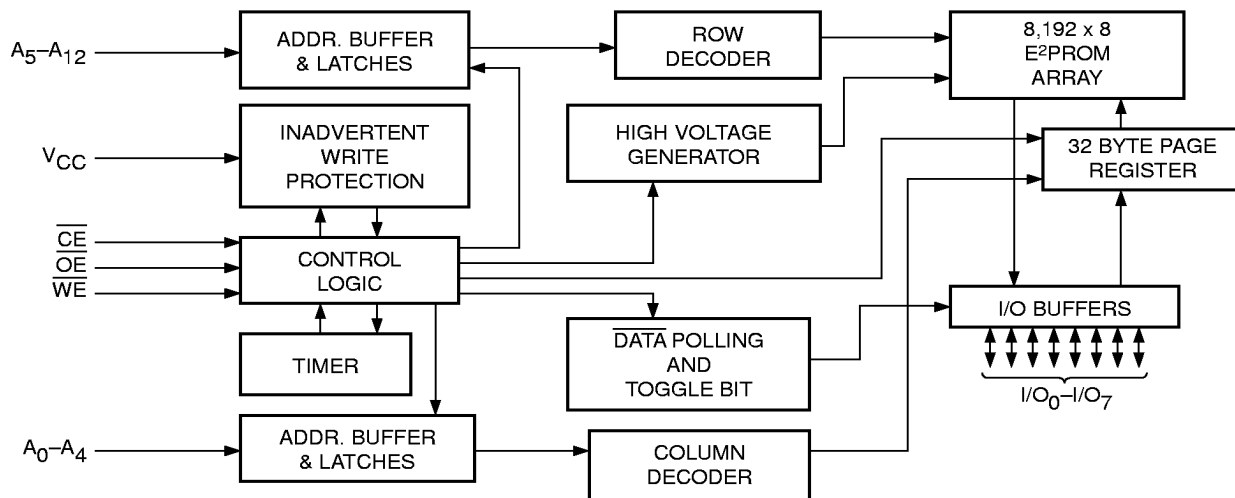 A5–A12
ADDR. BUFFER
& LATCHES
ROW
DECODER
8,192 x 8
E²PROM
ARRAY
INADVERTENT
WRITE
PROTECTION
HIGH VOLTAGE
GENERATOR
32 BYTE PAGE
REGISTER
VCC
CE
OE
WE
CONTROL
LOGIC
I/O BUFFERS
TIMER
DATA POLLING
AND
TOGGLE BIT
I/O0–I/O7
A0–A4
ADDR. BUFFER
& LATCHES
COLUMN
DECODER